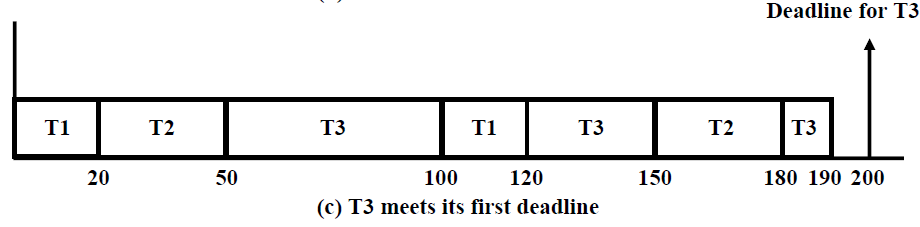 Deadline for T3
T1 T2 T3 T1 T3 T2 T3
20 50 100 120 150 180 190 200
(c) T3 meets its first deadline